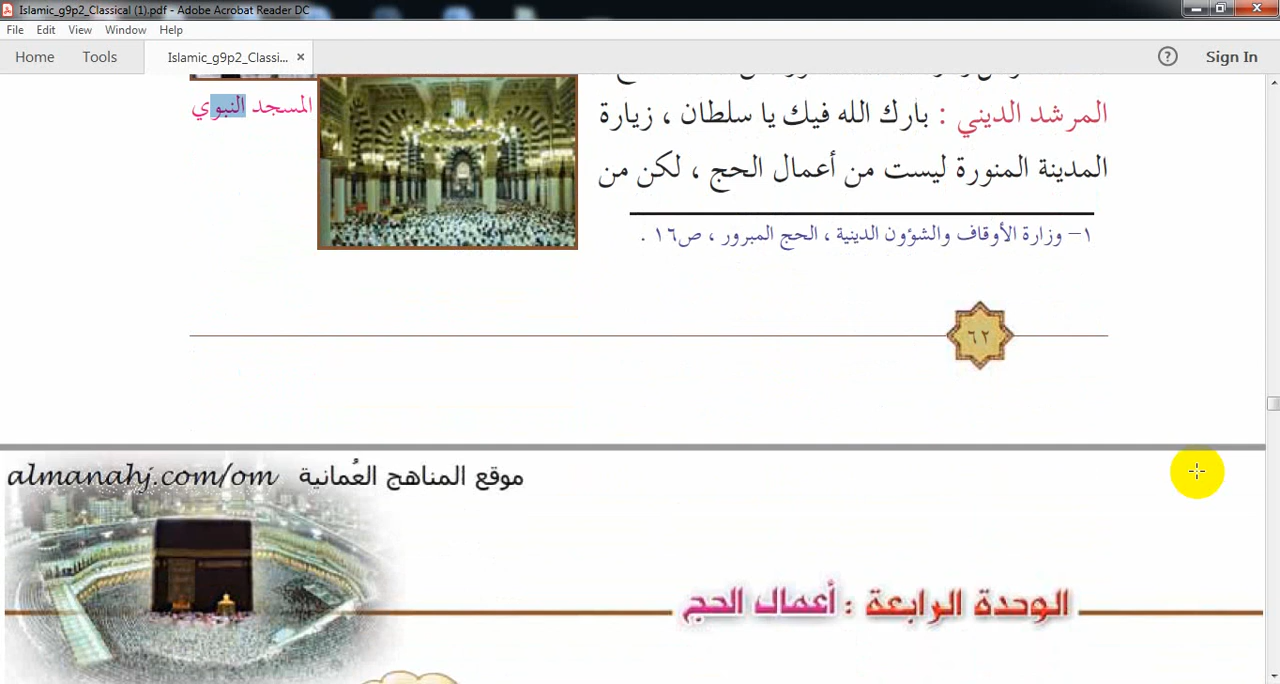 Islamic_g9p2_Classical (1).pdf - Adobe Acrobat Reader DC
File Edit View Window Help
Home Tools Islamic_g9p2_Classi... × ? Sign In
المرشد الديني : بارك الله فيك يا سلطان ، زيارة
المدينة المنورة ليست من أعمال الحج ، لكن من
المسجد النبوي
١- وزارة الأوقاف والشؤون الدينية ، الحج المبرور ، ص١٦ .
٦٢
almanahj.com/om موقع المناهج العُمانية
الوحدة الرابعة : أعمال الحج